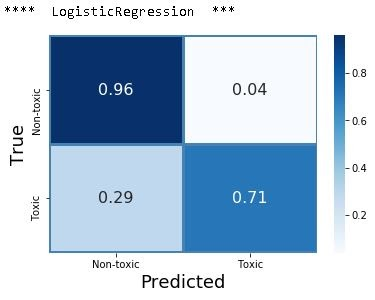 **** LogisticRegression ***
True
Non-toxic
0.96
0.04
0.8
0.6
0.4
0.2
Toxic
0.29
0.71
Non-toxic
Toxic
Predicted